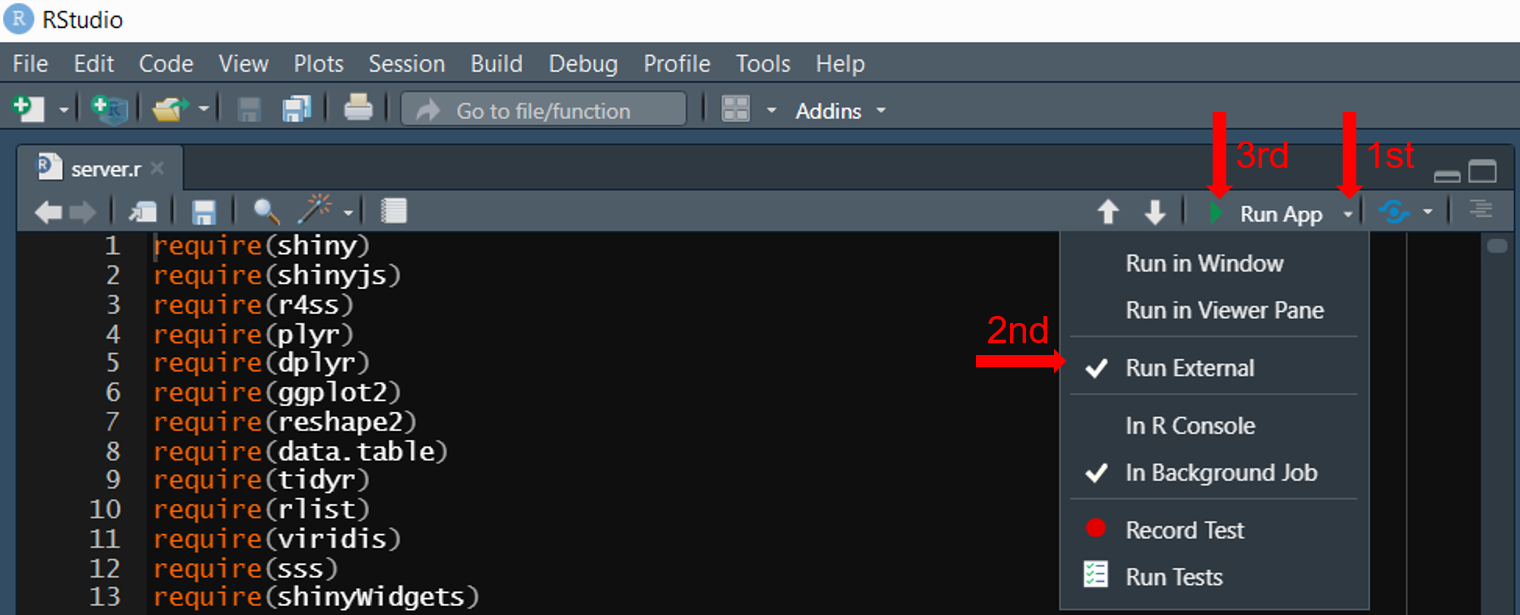 R RStudio
File Edit Code View Plots Session Build Debug Profile Tools Help
R Go to file/function Addins
3rd 1st
R server.r
Run App
1 require(shiny)
2 require(shinyjs)
3 require(r4ss)
4 require(plyr)
5 require(dplyr)
6 require(ggplot2)
7 require(reshape2)
8 require(data.table)
9 require(tidyr)
10 require(rlist)
11 require(viridis)
12 require(sss)
13 require(shinyWidgets)
Run in Window
Run in Viewer Pane
2nd
Run External
In R Console
In Background Job
Record Test
Run Tests